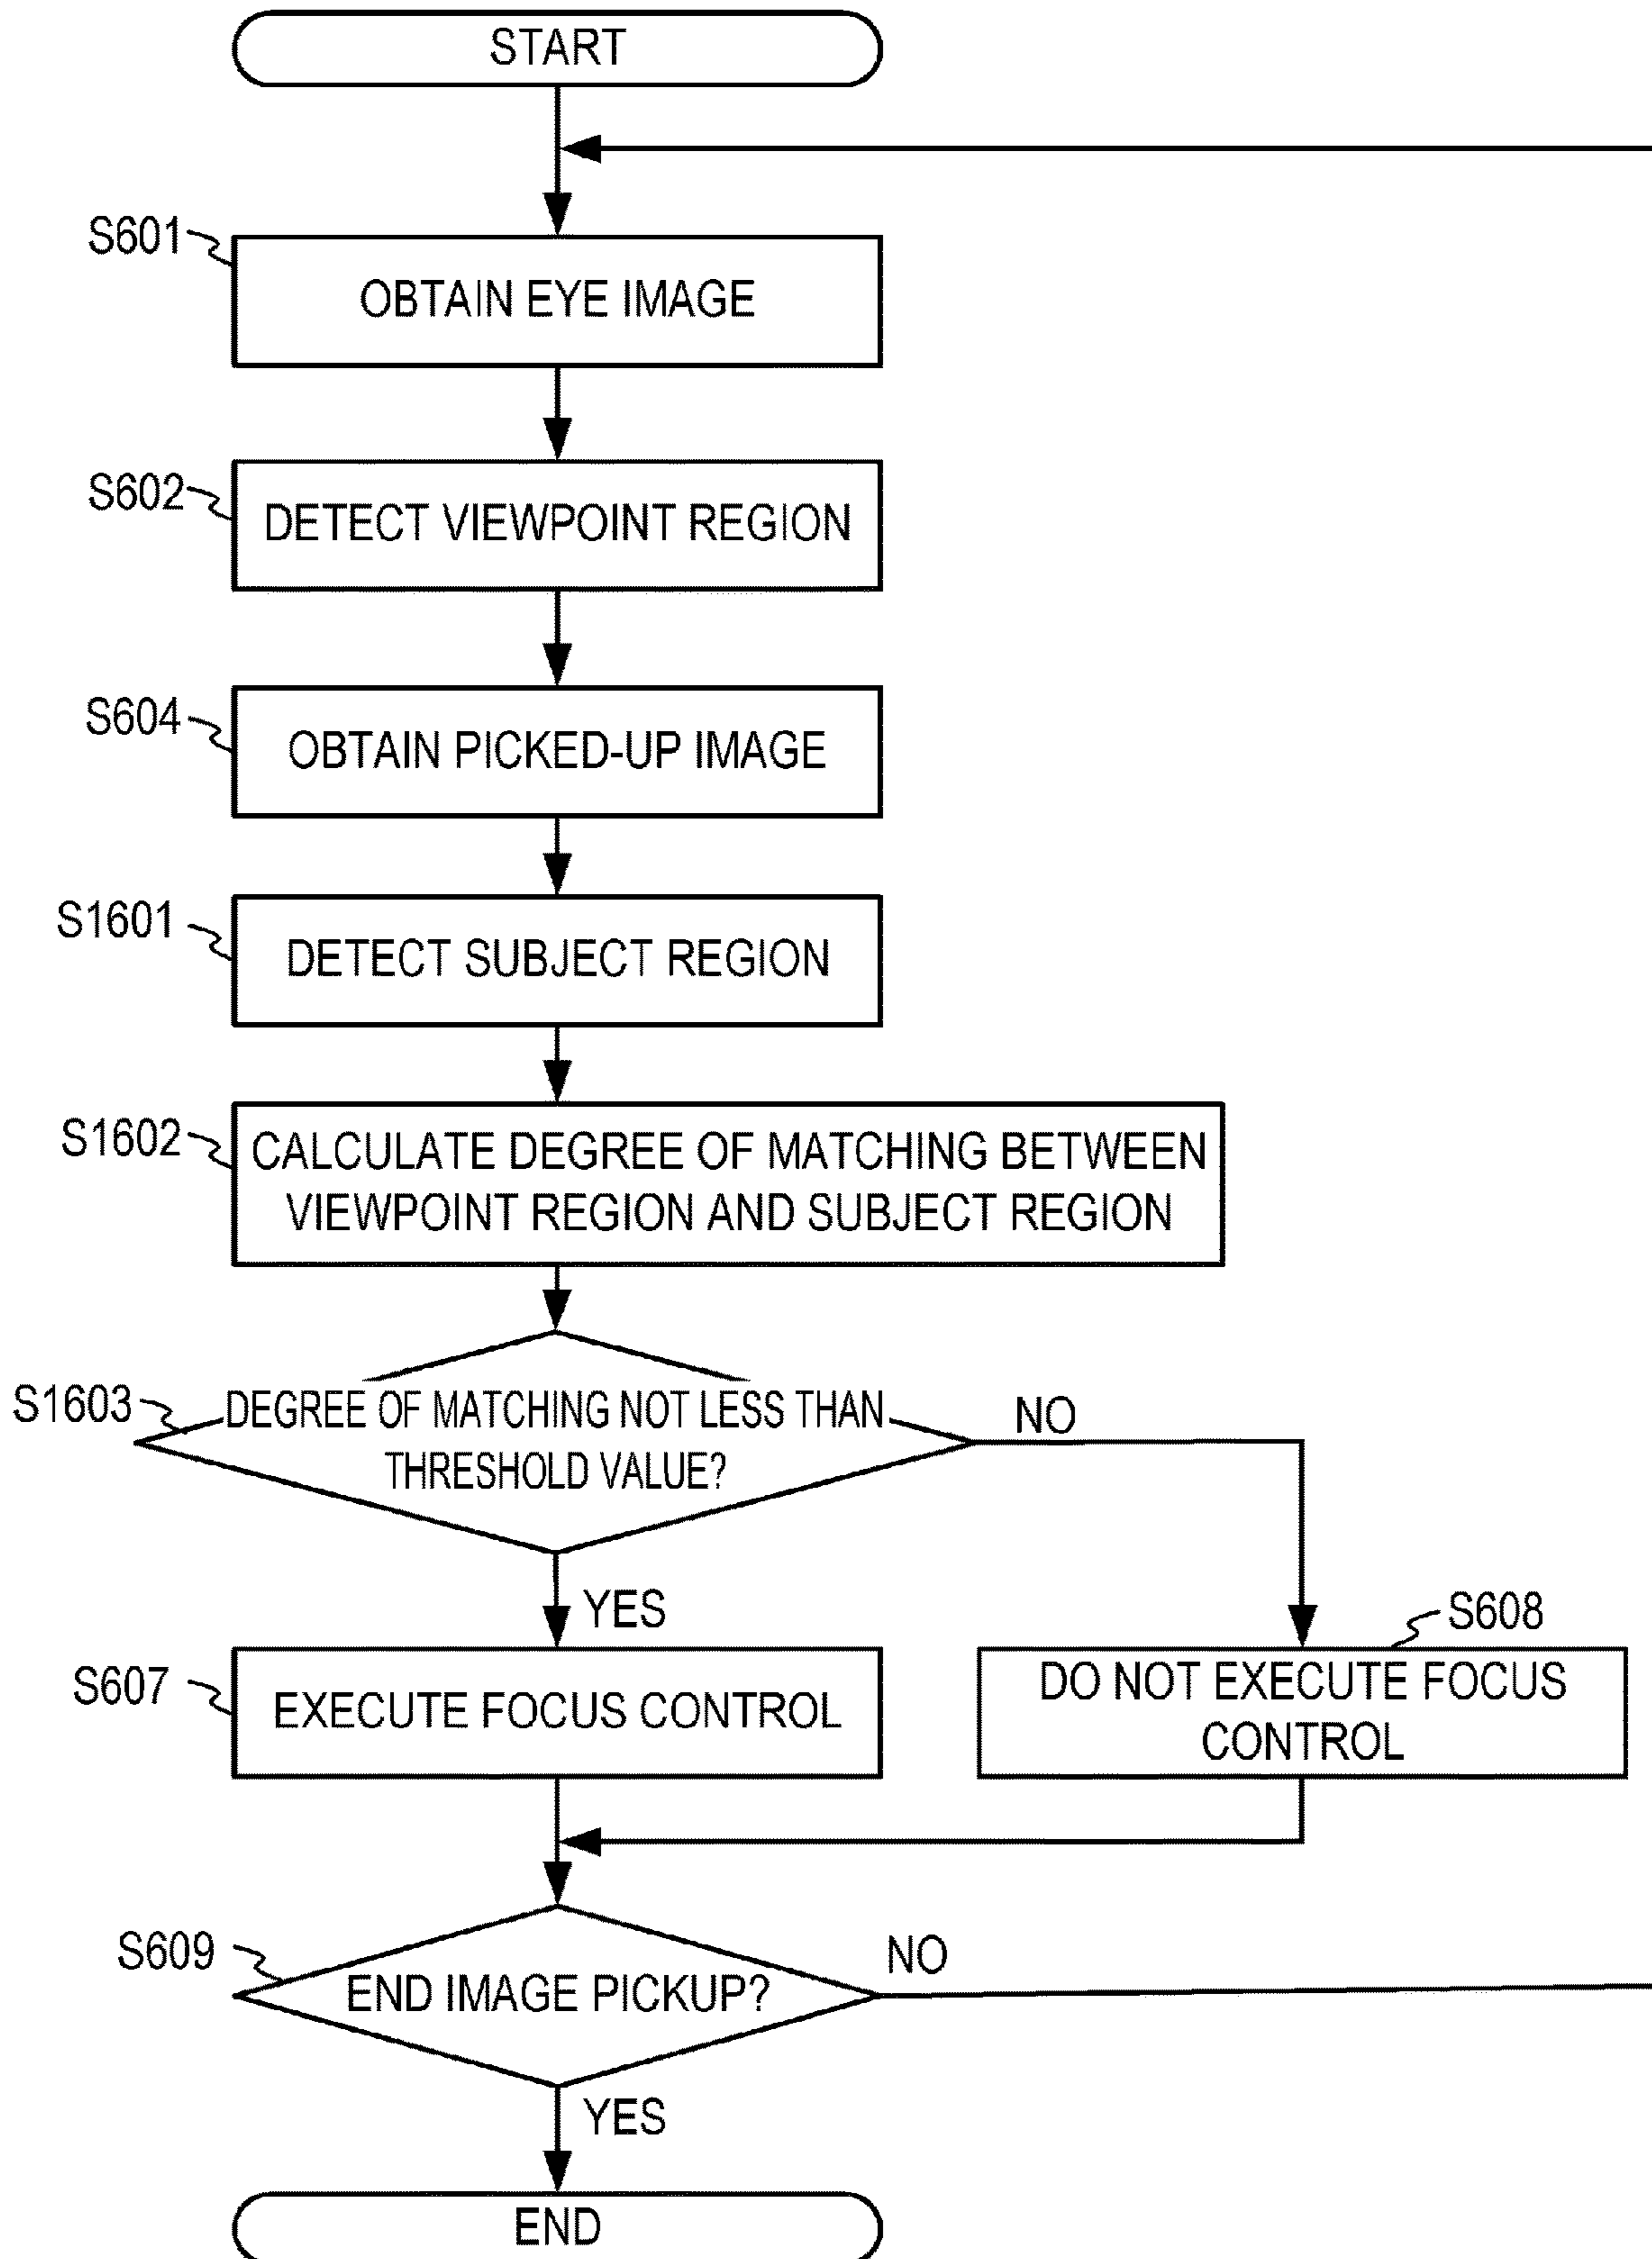 START
S601
OBTAIN EYE IMAGE
S602
DETECT VIEWPOINT REGION
S604
OBTAIN PICKED-UP IMAGE
S1601
DETECT SUBJECT REGION
S1602
CALCULATE DEGREE OF MATCHING BETWEEN
VIEWPOINT REGION AND SUBJECT REGION
S1603
DEGREE OF MATCHING NOT LESS THAN
THRESHOLD VALUE?
NO
YES
S607
EXECUTE FOCUS CONTROL
S608
DO NOT EXECUTE FOCUS
CONTROL
S609
END IMAGE PICKUP?
NO
YES
END